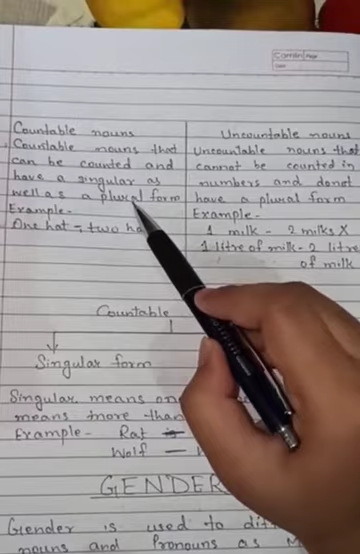 Countable nouns
Countable nouns that
can be counted and
have a singular as
well as a plural form
Example-
One hat - two
Uncountable nouns
Uncountable nouns that
cannot be counted in
numbers and donot
have a plural form
Example-
1 milk - 2 milks X
1 litre of milk - 2 litre
of milk
Countable
Singular form
Singular means
means more than
Example- Rat
Wolf —
GENDER
Gender is used to
nouns and Pronouns as